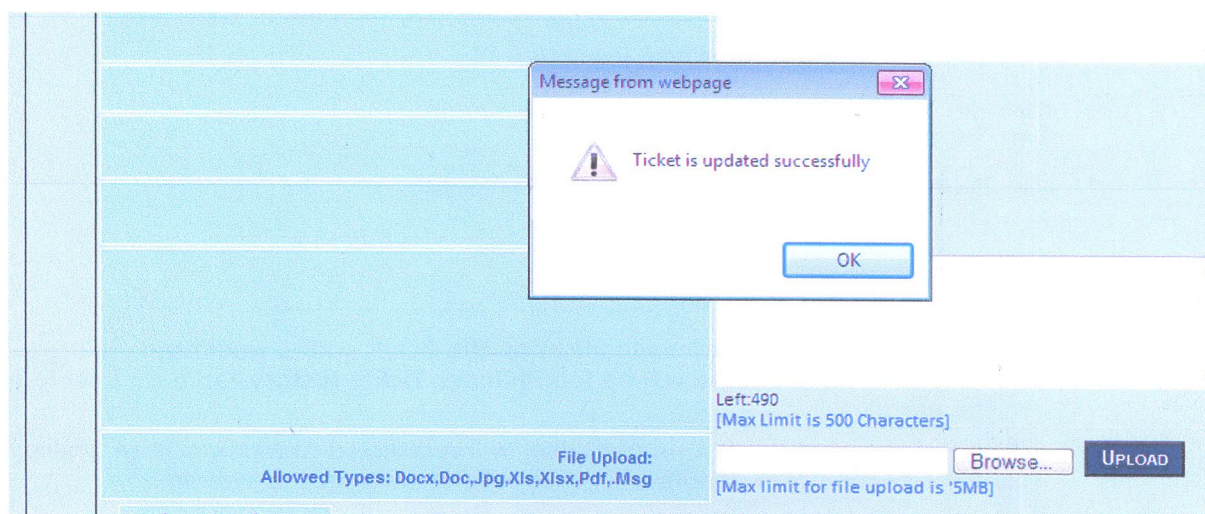 Message from webpage
Ticket is updated successfully
OK
Left:490
[Max Limit is 500 Characters]
File Upload:
Allowed Types: Docx,Doc,Jpg,Xls,Xlsx,Pdf,.Msg
Browse...
UPLOAD
[Max limit for file upload is '5MB]